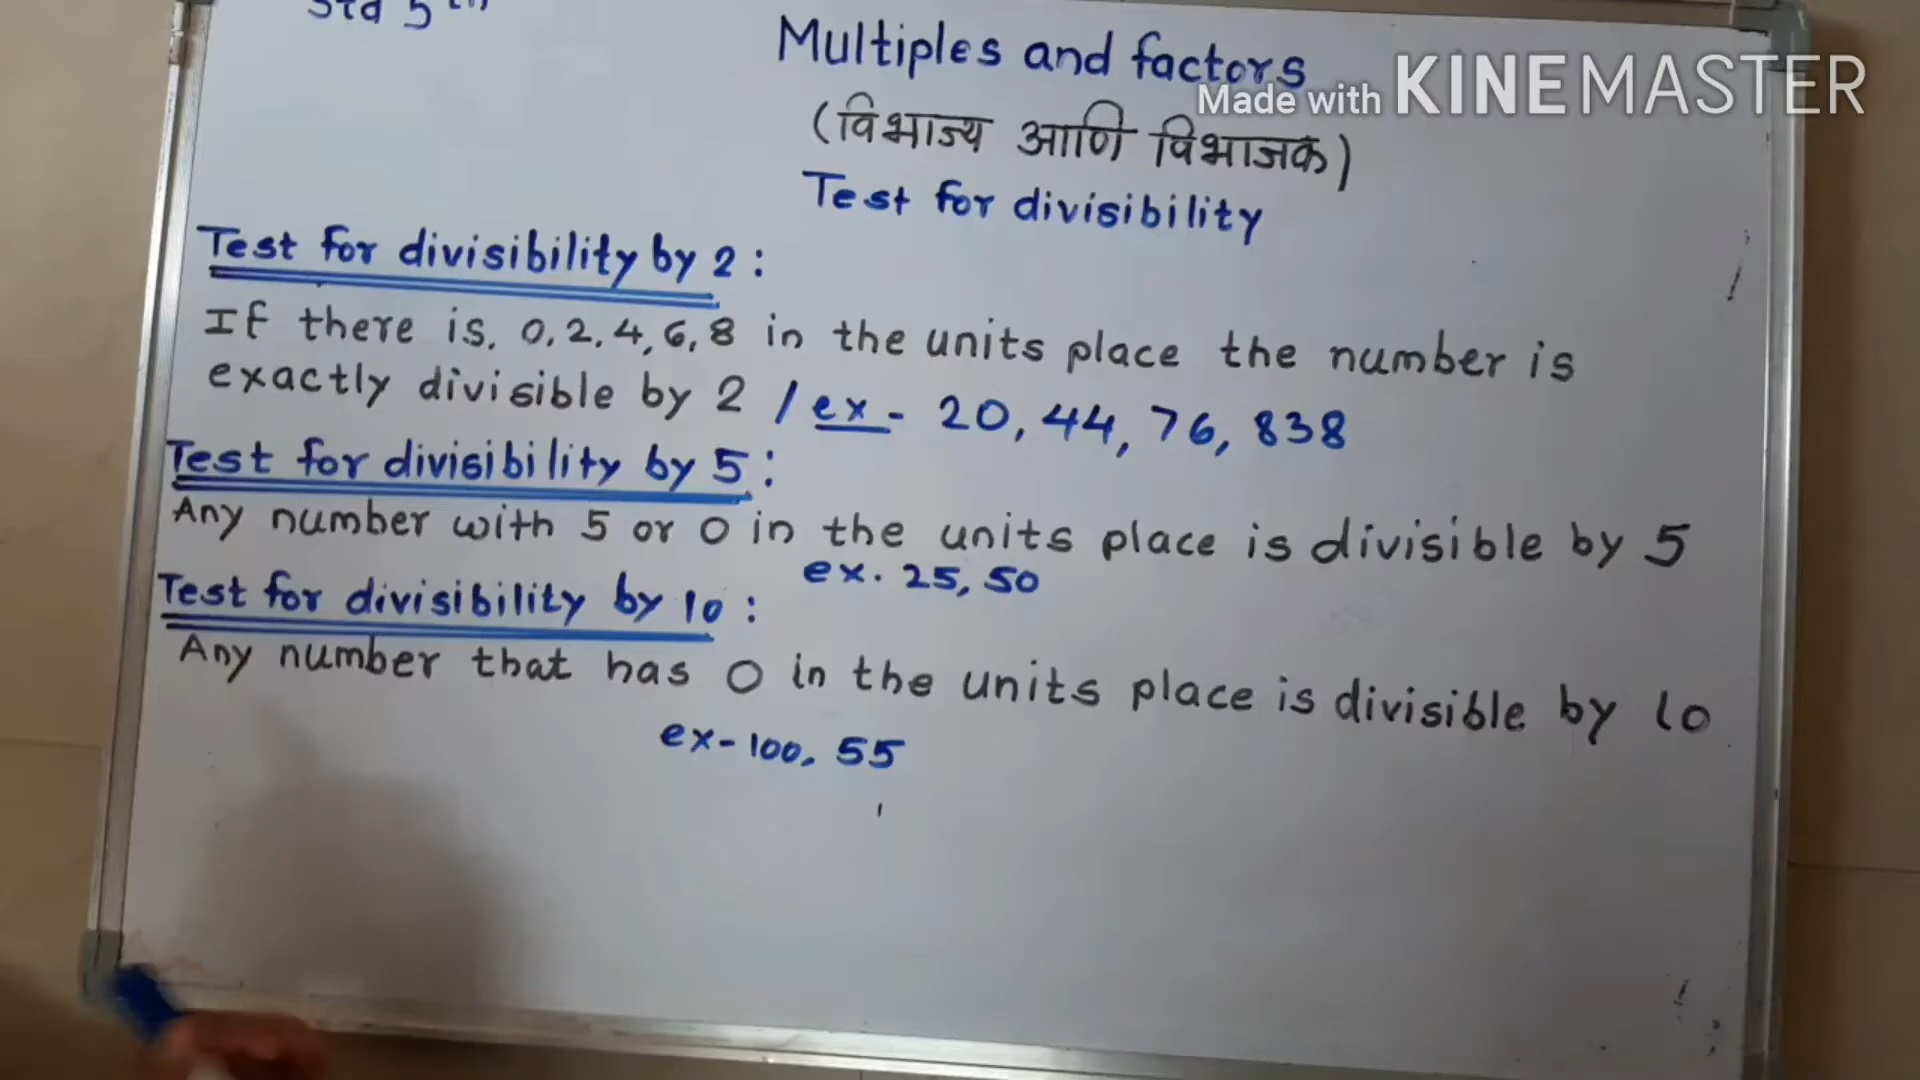 Std 5th
Multiples and factors
Made with KINEMASTER
(विभाज्य आणि विभाजक)
Test for divisibility
Test for divisibility by 2 :
If there is, 0, 2, 4, 6, 8 in the units place the number is
exactly divisible by 2 / ex - 20, 44, 76, 838
Test for divisibility by 5 :
Any number with 5 or 0 in the units place is divisible by 5
ex. 25, 50
Test for divisibility by 10 :
Any number that has 0 in the units place is divisible by 10
ex - 100, 55